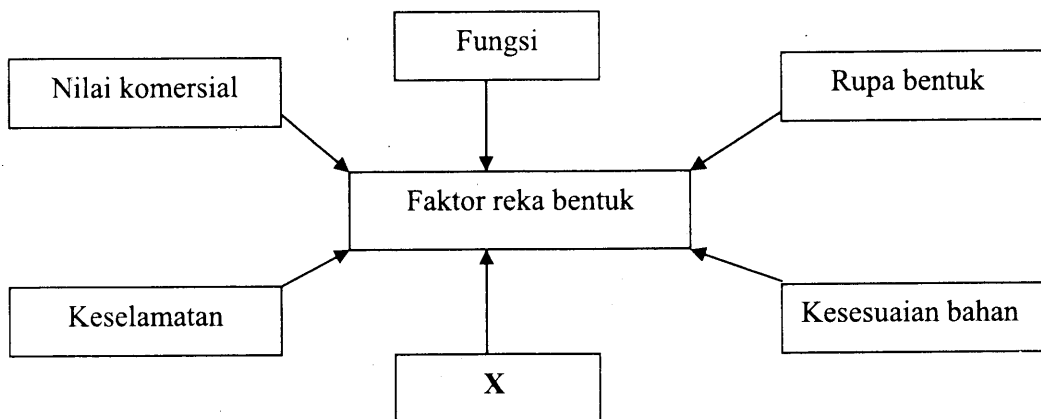 Fungsi
Nilai komersial
Rupa bentuk
Faktor reka bentuk
Keselamatan
Kesesuaian bahan
X